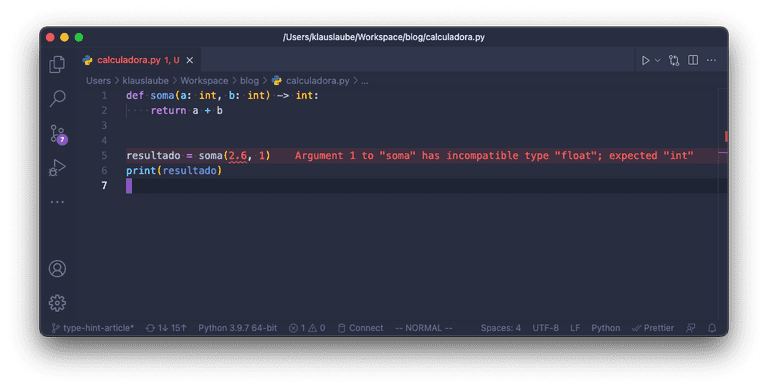 /Users/klauslaube/Workspace/blog/calculadora.py
calculadora.py 1, U
Users > klauslaube > Workspace > blog > calculadora.py > ...
1 def soma(a: int, b: int) -> int:
2 return a + b
3
4
5 resultado = soma(2.6, 1) Argument 1 to "soma" has incompatible type "float"; expected "int"
6 print(resultado)
7
7
type-hint-article* 1↓ 15↑ Python 3.9.7 64-bit 1 0 Connect -- NORMAL -- Spaces: 4 UTF-8 LF Python Prettier